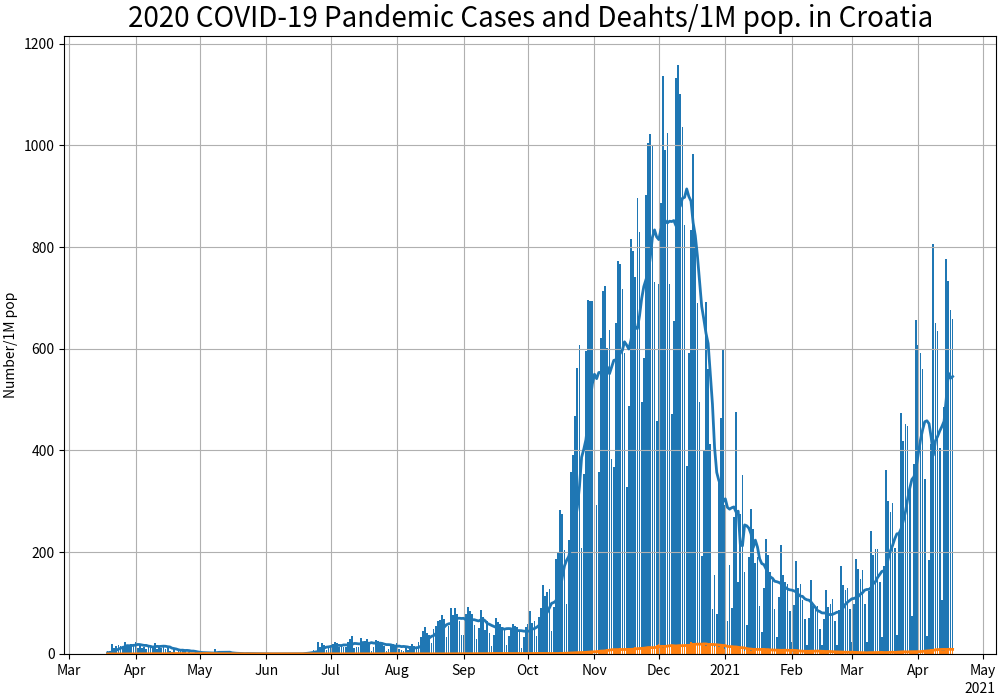 2020 COVID-19 Pandemic Cases and Deahts/1M pop. in Croatia
Number/1M pop
1200
1000
800
600
400
200
0
Mar Apr May Jun Jul Aug Sep Oct Nov Dec 2021 Feb Mar Apr May
2021